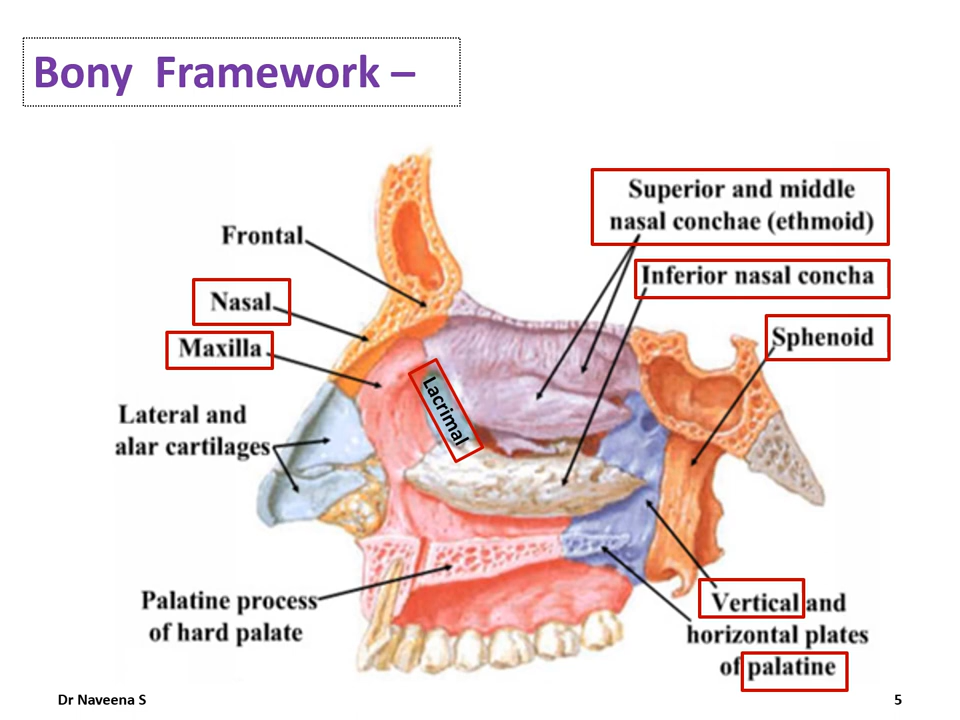 Bony  Framework –
Superior and middle
nasal conchae (ethmoid)
Frontal
Inferior nasal concha
Nasal
Sphenoid
Maxilla
Lacrimal
Lateral and
alar cartilages
Palatine process
of hard palate
Vertical and
horizontal plates
of palatine
Dr Naveena S
5